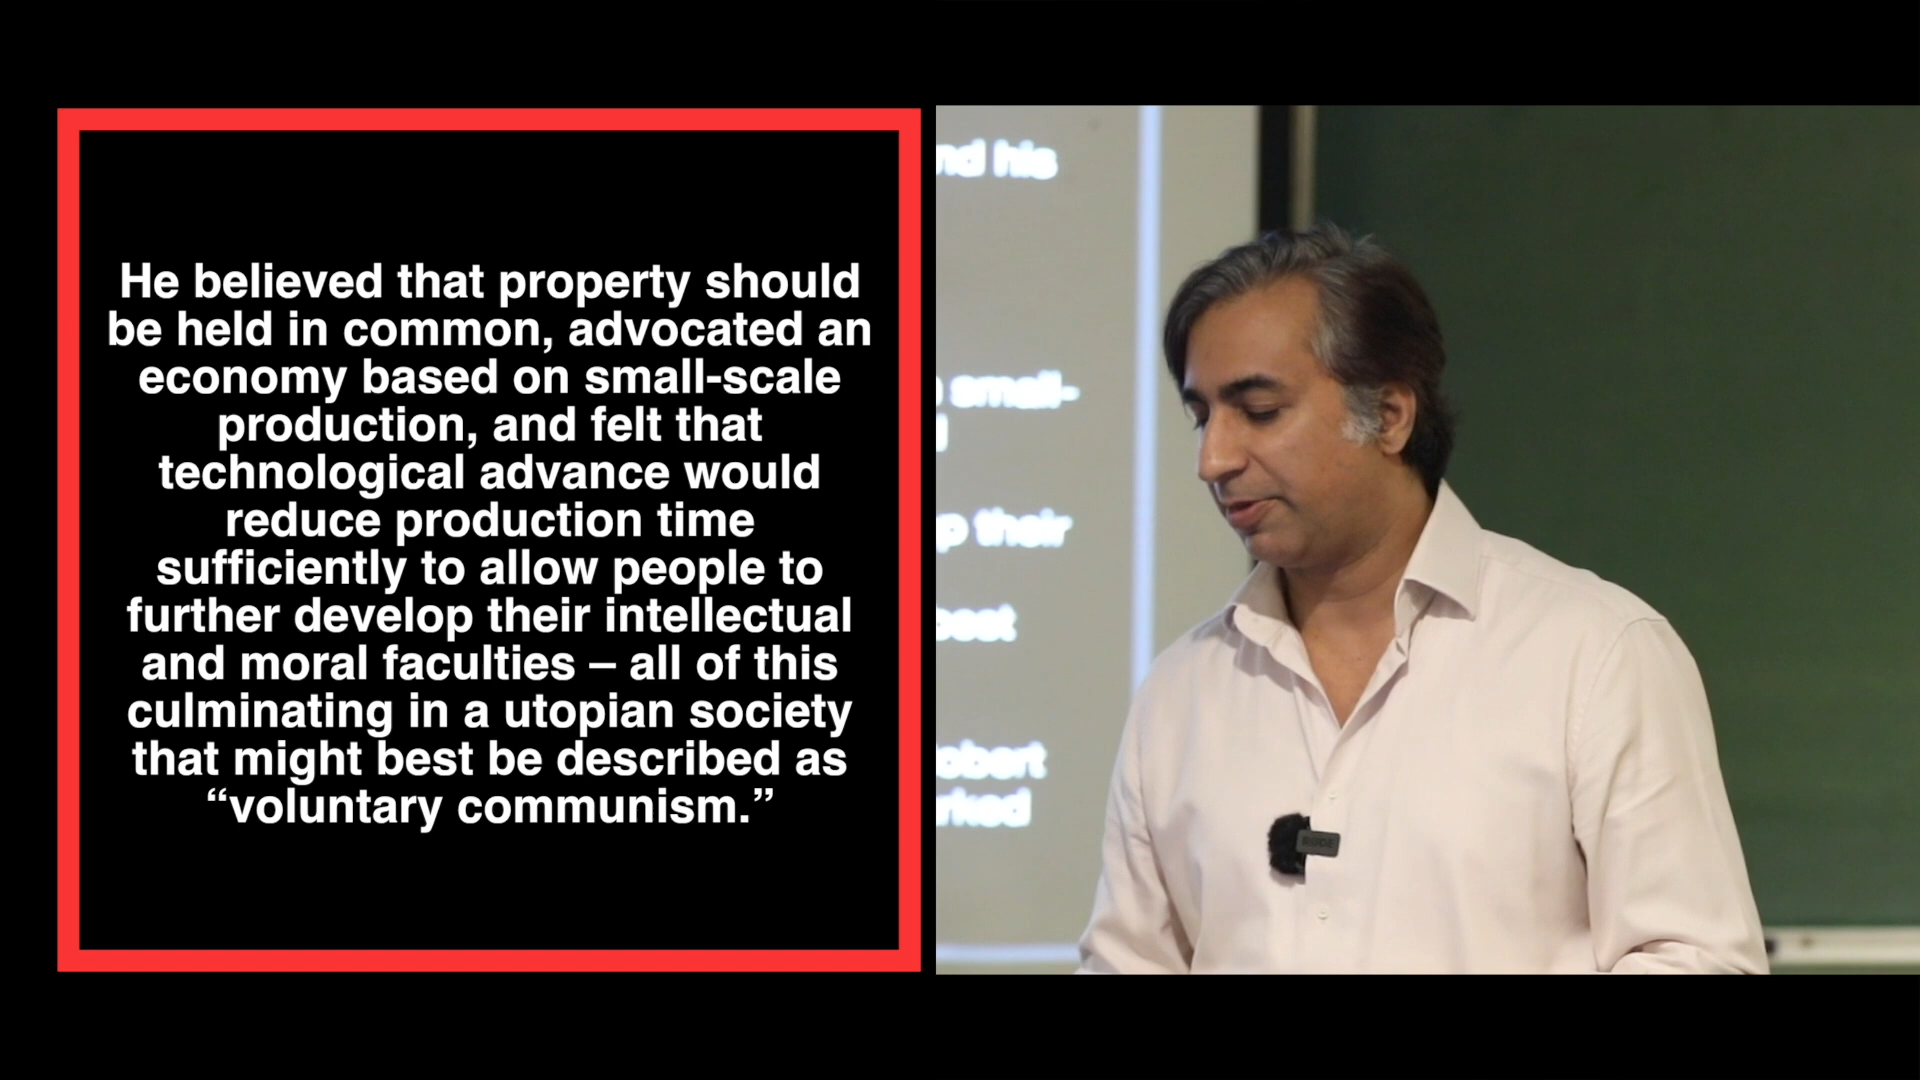 He believed that property should
be held in common, advocated an
economy based on small-scale
production, and felt that
technological advance would
reduce production time
sufficiently to allow people to
further develop their intellectual
and moral faculties – all of this
culminating in a utopian society
that might best be described as
“voluntary communism.”
nd his
small-
p their
best
obert
rked
RØDE